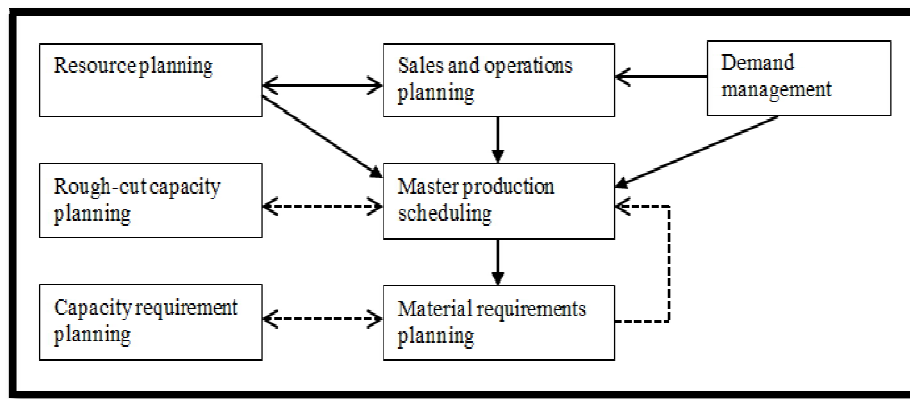 Resource planning
Sales and operations
planning
Demand
management
Rough-cut capacity
planning
Master production
scheduling
Capacity requirement
planning
Material requirements
planning